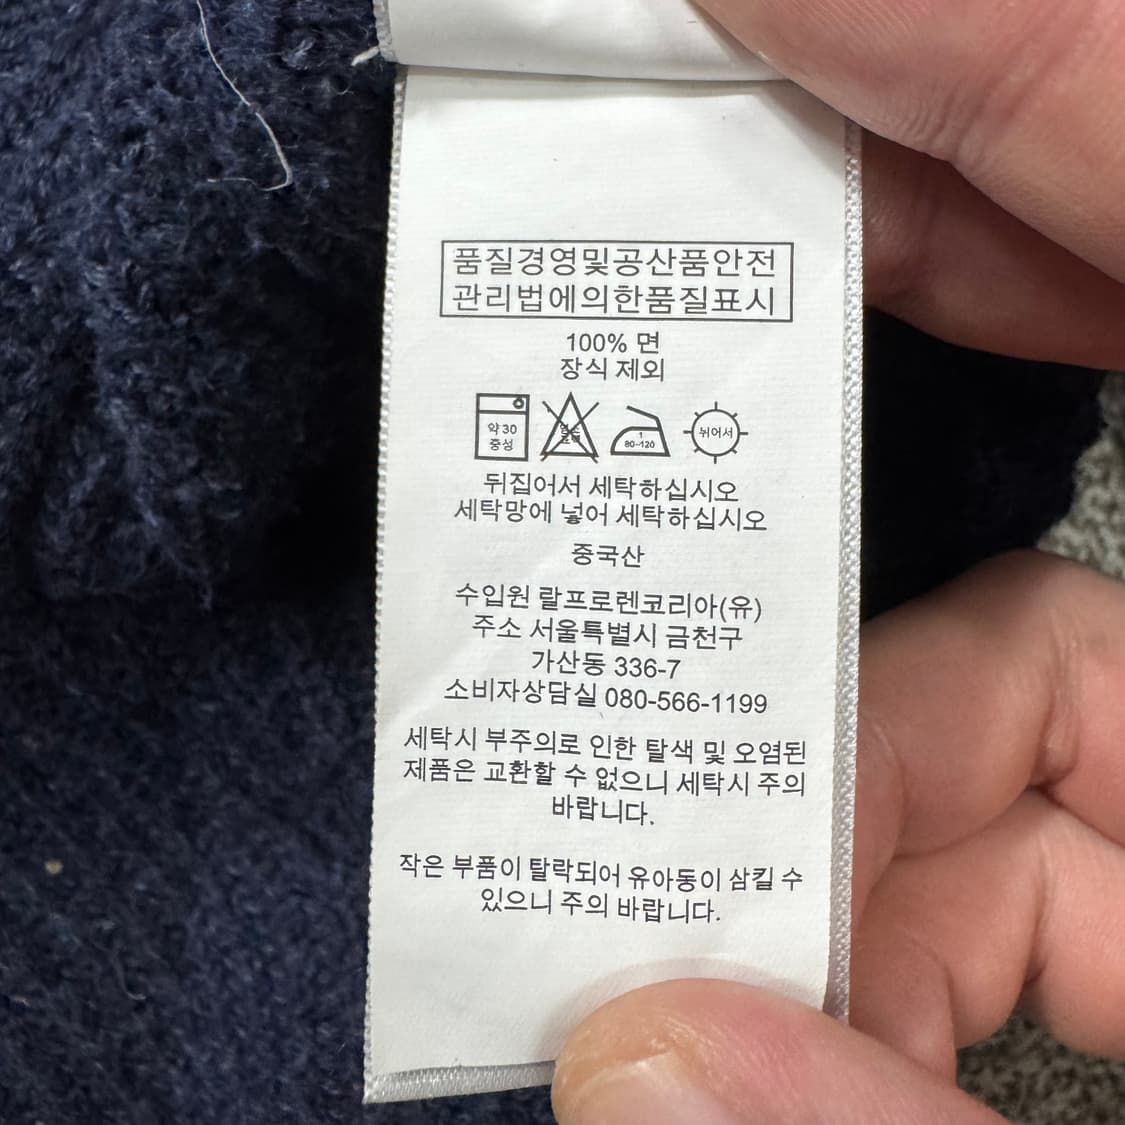 품질경영및공산품안전
관리법에의한품질표시
100% 면
장식 제외
약 30
중성
염소
표백
1
80~120
뉘어서
뒤집어서 세탁하십시오
세탁망에 넣어 세탁하십시오
중국산
수입원 랄프로렌코리아(유)
주소 서울특별시 금천구
가산동 336-7
소비자상담실 080-566-1199
세탁시 부주의로 인한 탈색 및 오염된
제품은 교환할 수 없으니 세탁시 주의
바랍니다.
작은 부품이 탈락되어 유아동이 삼킬 수
있으니 주의 바랍니다.